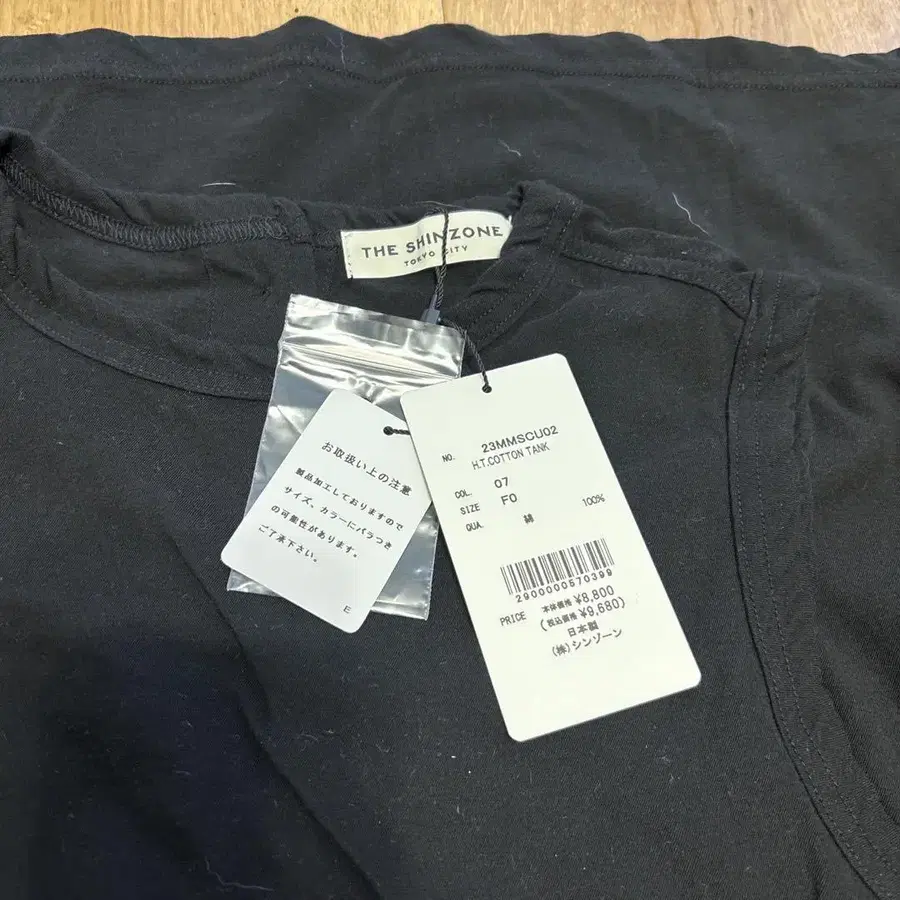 THE SHINZONE
TOKYO CITY
お取扱い上の注意
製品加工しておりますので
サイズ、カラーにバラつき
の可能性があります。
ご了承下さい。
E
NO. 23MMSCU02
H.T.COTTON TANK
COL. 07
SIZE F0
QUA. 綿 100%
2900000570399
PRICE 本体価格 ¥8,800
(税込価格 ¥9,680)
日本製
(株)シンゾーン